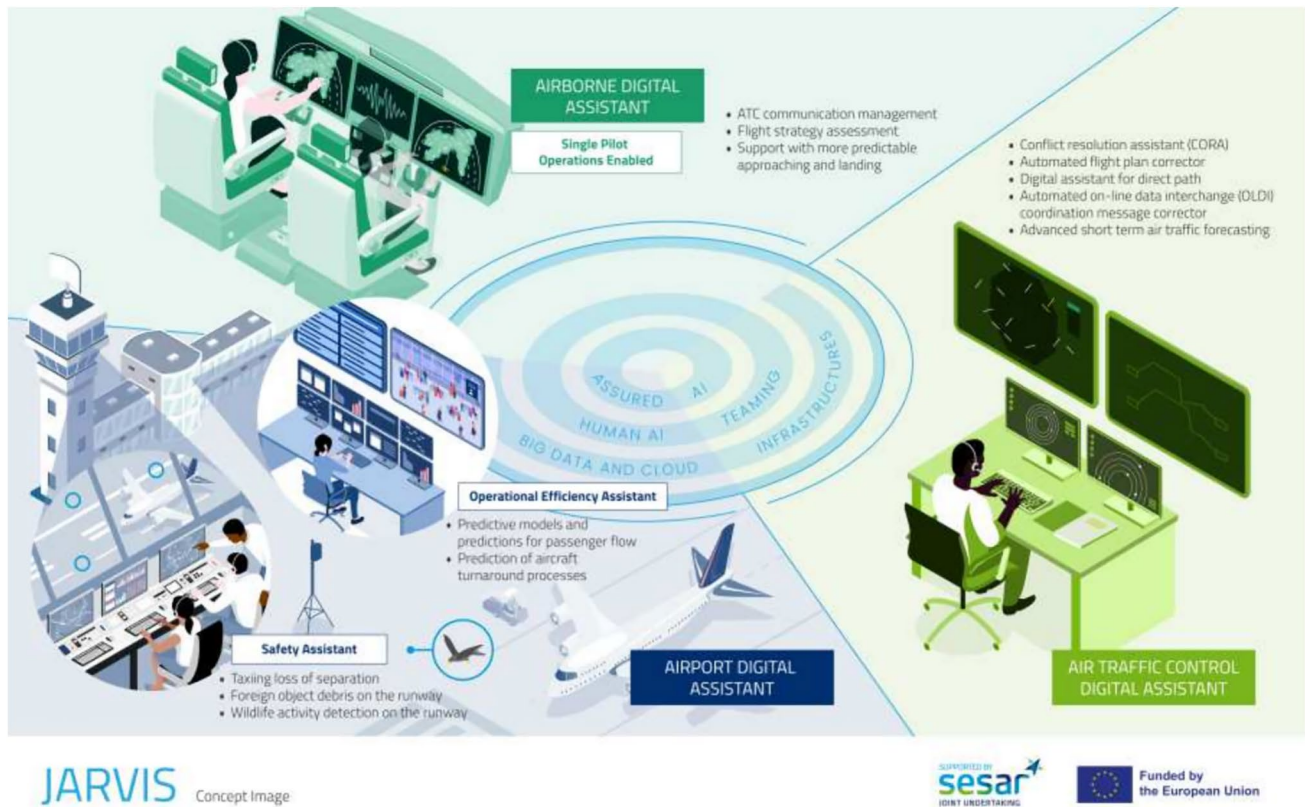 AIRBORNE DIGITAL
ASSISTANT
Single Pilot
Operations Enabled
• ATC communication management
• Flight strategy assessment
• Support with more predictable
approaching and landing
• Conflict resolution assistant (CORA)
• Automated flight plan corrector
• Digital assistant for direct path
• Automated on-line data interchange (OLDI)
coordination message corrector
• Advanced short term air traffic forecasting
ASSURED AI
HUMAN AI TEAMING
BIG DATA AND CLOUD INFRASTRUCTURES
Operational Efficiency Assistant
• Predictive models and
predictions for passenger flow
• Prediction of aircraft
turnaround processes
Safety Assistant
• Taxiing loss of separation
• Foreign object debris on the runway
• Wildlife activity detection on the runway
AIRPORT DIGITAL
ASSISTANT
AIR TRAFFIC CONTROL
DIGITAL ASSISTANT
JARVIS Concept Image
SUPPORTED BY
sesar
JOINT UNDERTAKING
Funded by
the European Union